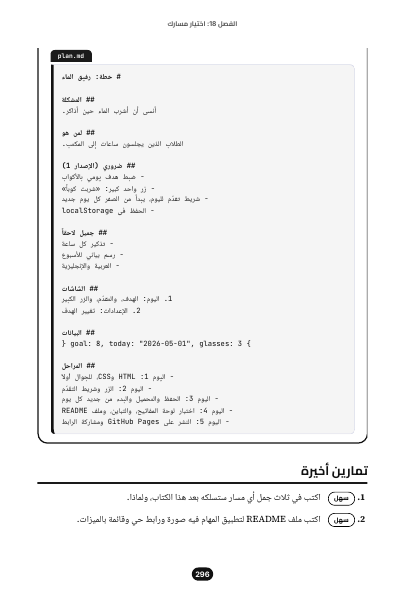 الفصل 18: اختيار مسارك
plan.md
# خطة: رفيق الماء
## المشكلة
أنسى أن أشرب الماء حين أذاكر.
## لمن هو
الطلاب الذين يجلسون ساعات إلى المكتب.
## ضروري (الإصدار 1)
- ضبط هدف يومي بالأكواب
- زر واحد كبير: «شربت كوباً»
- شريط تقدّم لليوم، يبدأ من الصفر كل يوم جديد
- الحفظ في localStorage
## جميل لاحقاً
- تذكير كل ساعة
- رسم بياني للأسبوع
- العربية والإنجليزية
## الشاشات
1. اليوم: الهدف، والتقدّم، والزر الكبير
2. الإعدادات: تغيير الهدف
## البيانات
{ goal: 8, today: "2026-05-01", glasses: 3 }
## المراحل
- اليوم 1: HTML وCSS، للجوال أولاً
- اليوم 2: الزر وشريط التقدّم
- اليوم 3: الحفظ والتحميل والبدء من جديد كل يوم
- اليوم 4: اختبار لوحة المفاتيح، والتباين، وملف README
- اليوم 5: النشر على GitHub Pages ومشاركة الرابط
تمارين أخيرة
1. سهل اكتب في ثلاث جمل أي مسار ستسلكه بعد هذا الكتاب، ولماذا.
2. سهل اكتب ملف README لتطبيق المهام فيه صورة ورابط حي وقائمة بالميزات.
296